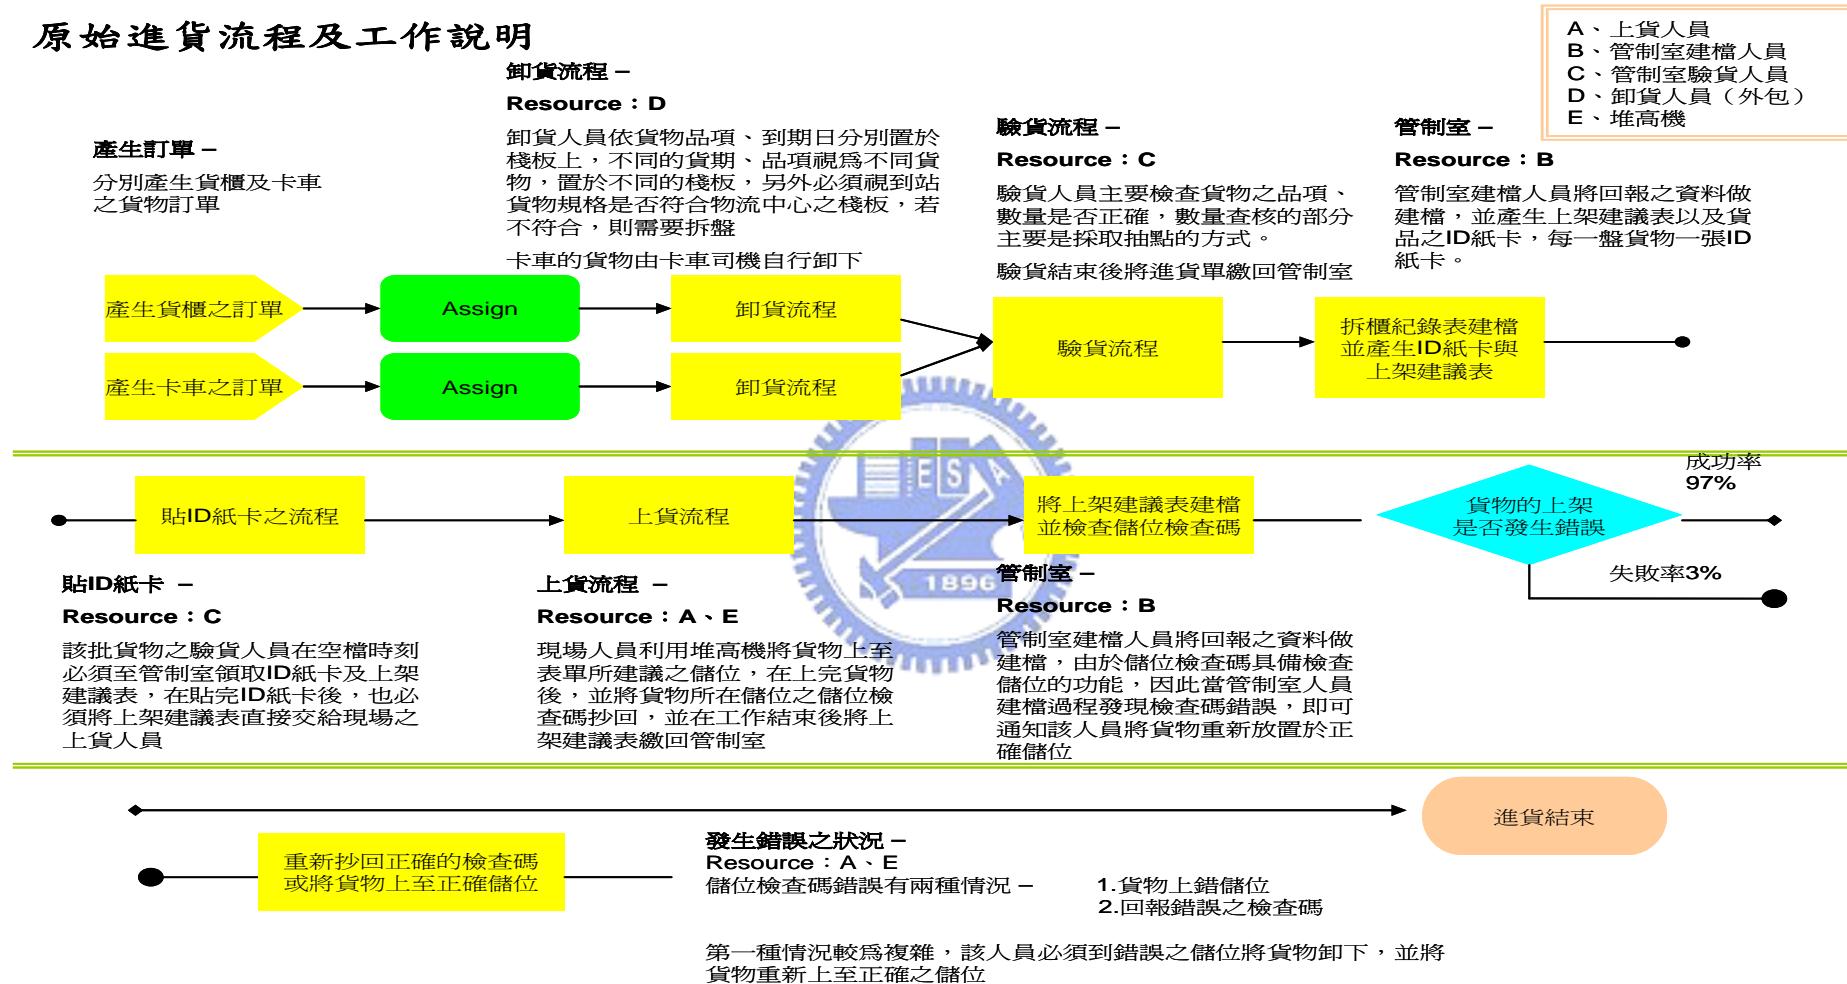 原始進貨流程及工作說明
A、上貨人員
B、管制室建檔人員
C、管制室驗貨人員
D、卸貨人員（外包）
E、堆高機
產生訂單－
分別產生貨櫃及卡車
之貨物訂單
卸貨流程－
Resource：D
卸貨人員依貨物品項、到期日分別置於
棧板上，不同的貨期、品項視為不同貨
物，置於不同的棧板，另外必須視到站
貨物規格是否符合物流中心之棧板，若
不符合，則需要拆盤
卡車的貨物由卡車司機自行卸下
驗貨流程－
Resource：C
驗貨人員主要檢查貨物之品項、
數量是否正確，數量查核的部分
主要是採取抽點的方式。
驗貨結束後將進貨單繳回管制室
管制室－
Resource：B
管制室建檔人員將回報之資料做
建檔，並產生上架建議表以及貨
品之ID紙卡，每一盤貨物一張ID
紙卡。
產生貨櫃之訂單
Assign
卸貨流程
產生卡車之訂單
Assign
卸貨流程
驗貨流程
拆櫃紀錄表建檔
並產生ID紙卡與
上架建議表
貼ID紙卡之流程
上貨流程
將上架建議表建檔
並檢查儲位檢查碼
貨物的上架
是否發生錯誤
成功率
97%
失敗率3%
ES A
1896
貼ID紙卡 －
Resource：C
該批貨物之驗貨人員在空檔時刻
必須至管制室領取ID紙卡及上架
建議表，在貼完ID紙卡後，也必
須將上架建議表直接交給現場之
上貨人員
上貨流程 －
Resource：A、E
現場人員利用堆高機將貨物上至
表單所建議之儲位，在上完貨物
後，並將貨物所在儲位之儲位檢
查碼抄回，並在工作結束後將上
架建議表繳回管制室
管制室－
Resource：B
管制室建檔人員將回報之資料做
建檔，由於儲位檢查碼具備檢查
儲位的功能，因此當管制室人員
建檔過程發現檢查碼錯誤，即可
通知該人員將貨物重新放置於正
確儲位
進貨結束
重新抄回正確的檢查碼
或將貨物上至正確儲位
發生錯誤之狀況－
Resource：A、E
儲位檢查碼錯誤有兩種情況－
1.貨物上錯儲位
2.回報錯誤之檢查碼
第一種情況較為複雜，該人員必須到錯誤之儲位將貨物卸下，並將
貨物重新上至正確之儲位